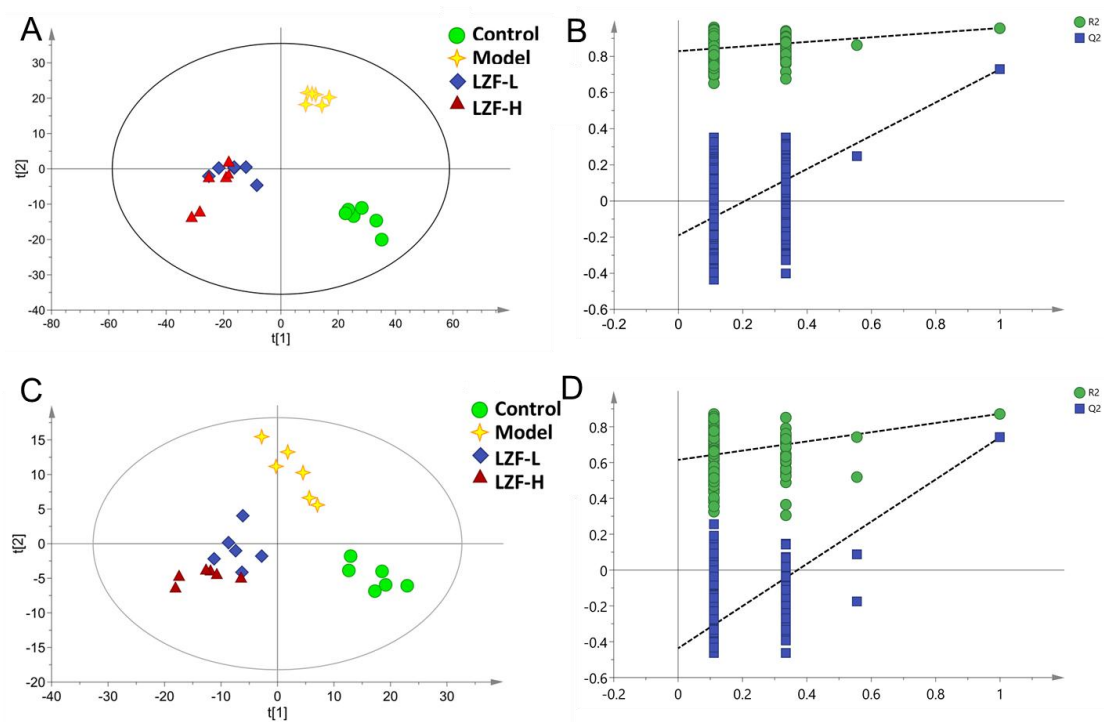 A
Control
Model
LZF-L
LZF-H
30
20
10
0
-10
-20
-30
-40
t[2]
-80 -60 -40 -20 0 20 40 60
t[1]
B
R2
Q2
0.8
0.6
0.4
0.2
0
-0.2
-0.4
-0.6
-0.2 0 0.2 0.4 0.6 0.8 1
C
Control
Model
LZF-L
LZF-H
15
10
5
0
-5
-10
-15
-20
t[2]
-40 -30 -20 -10 0 10 20 30
t[1]
D
R2
Q2
0.8
0.6
0.4
0.2
0
-0.2
-0.4
-0.6
-0.2 0 0.2 0.4 0.6 0.8 1